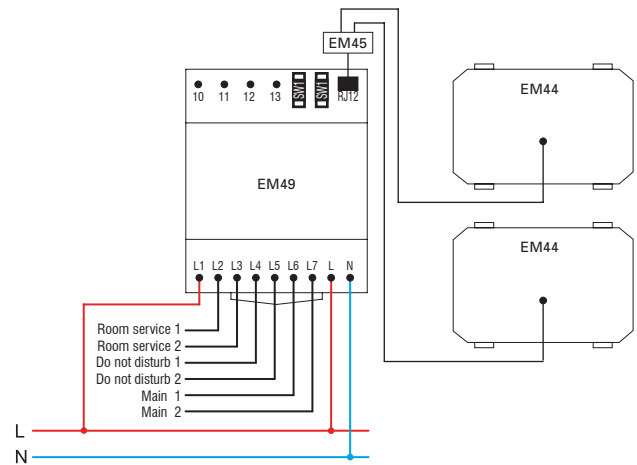 EM45
EM44
10 11 12 13 SW1 SW1 RJ12
EM49
EM44
L1 L2 L3 L4 L5 L6 L7 L N
Room service 1
Room service 2
Do not disturb 1
Do not disturb 2
Main 1
Main 2
L
N